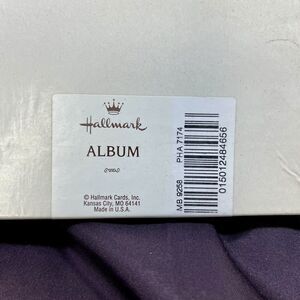 Hallmark
ALBUM
© Hallmark Cards, Inc.
Kansas City, MO 64141
Made in U.S.A.
MB 9258
PHA 7174
015012484656